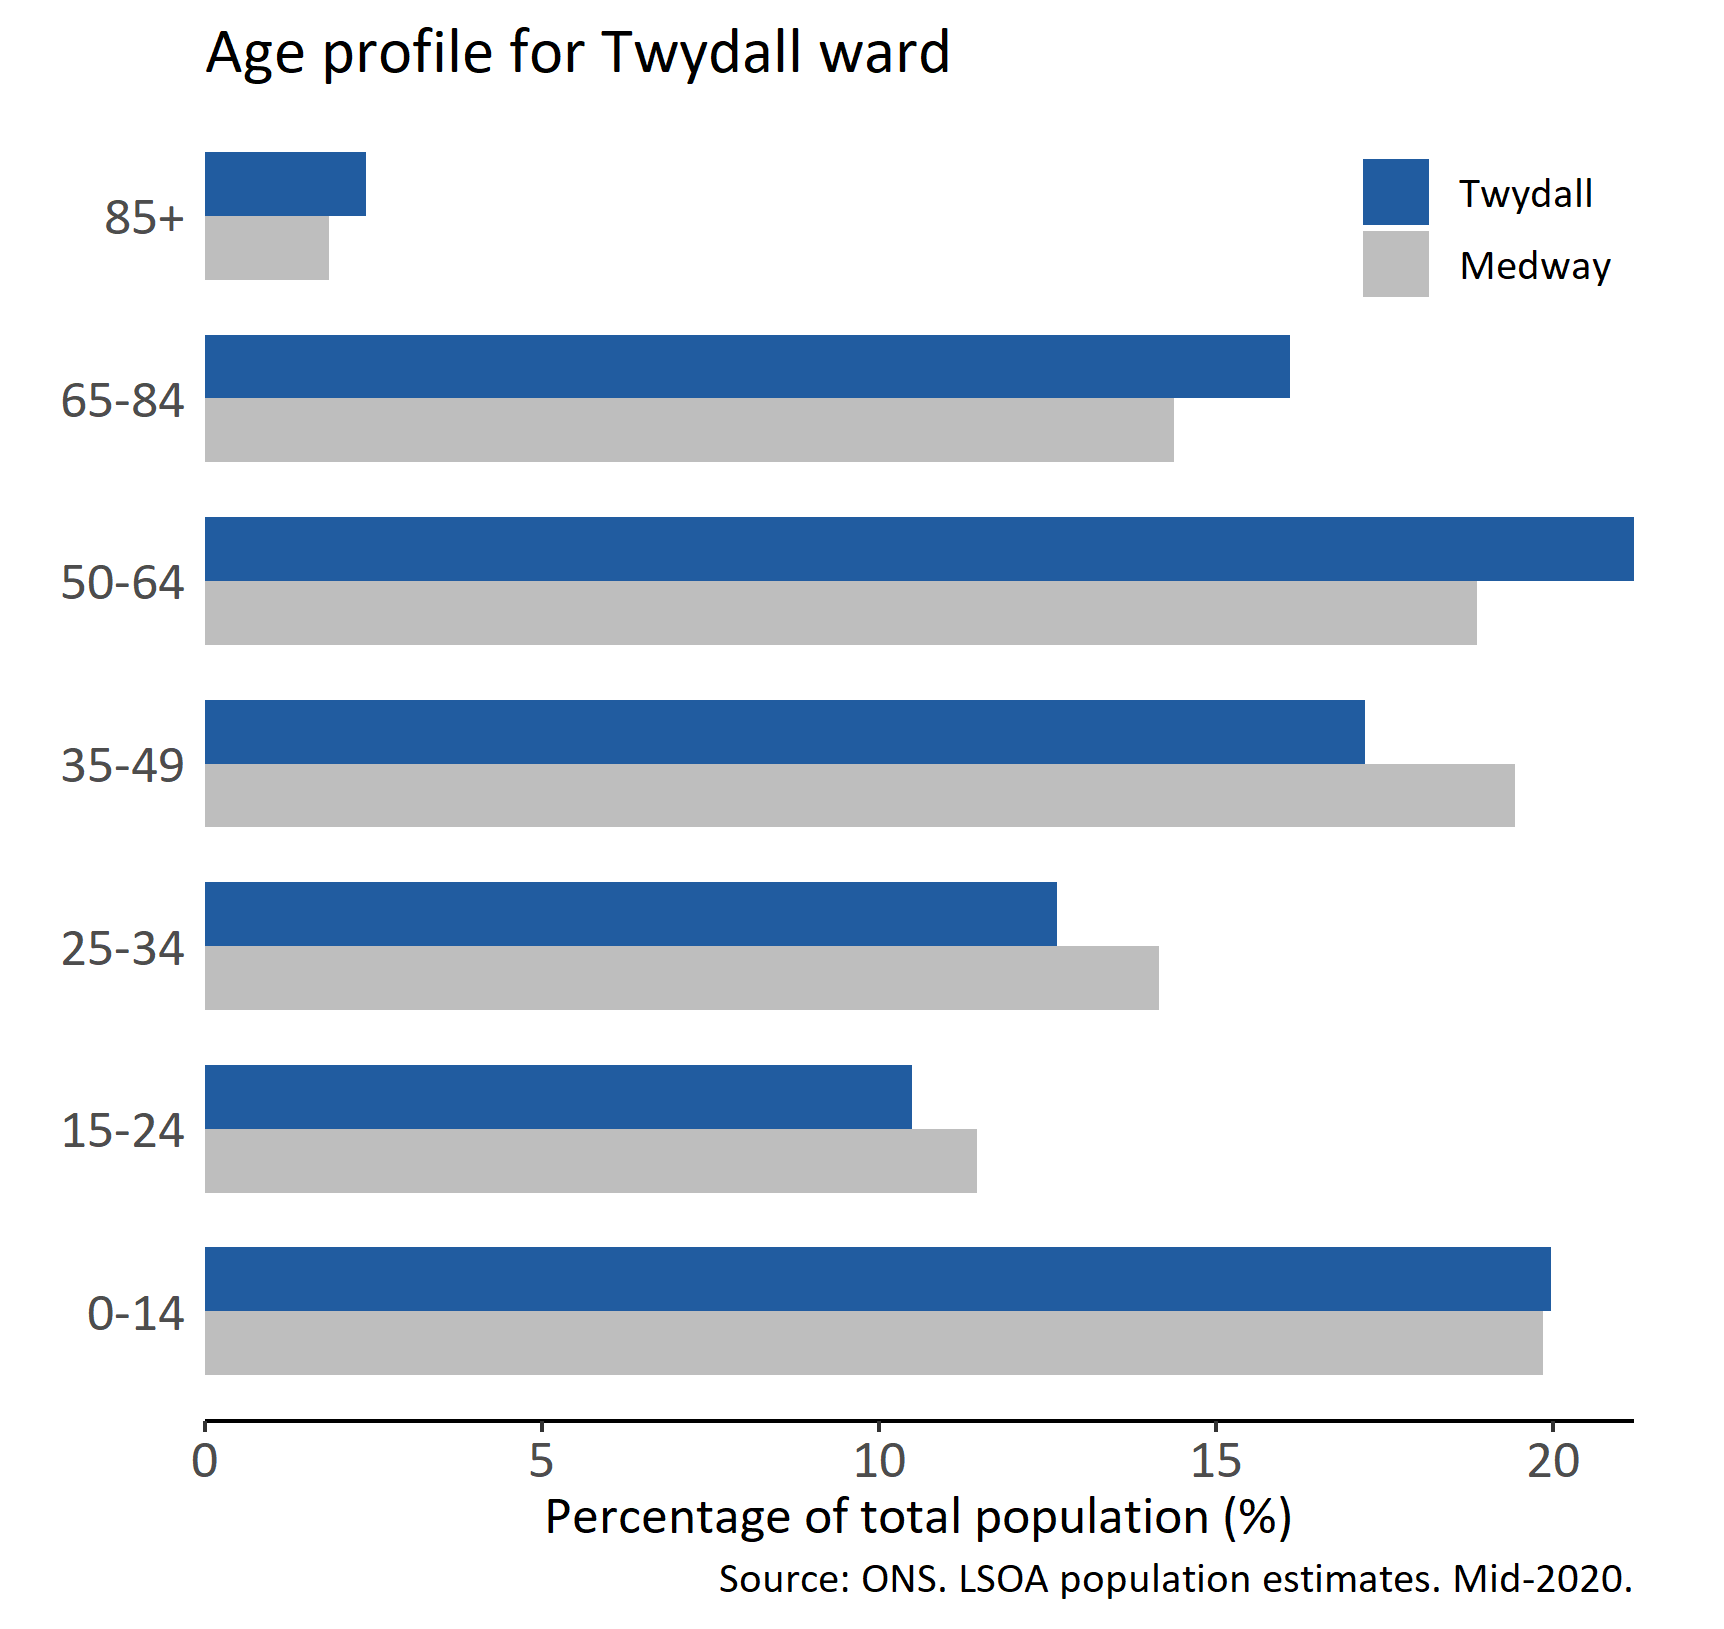 Age profile for Twydall ward
Twydall
Medway
85+
65-84
50-64
35-49
25-34
15-24
0-14
0 5 10 15 20
Percentage of total population (%)
Source: ONS. LSOA population estimates. Mid-2020.